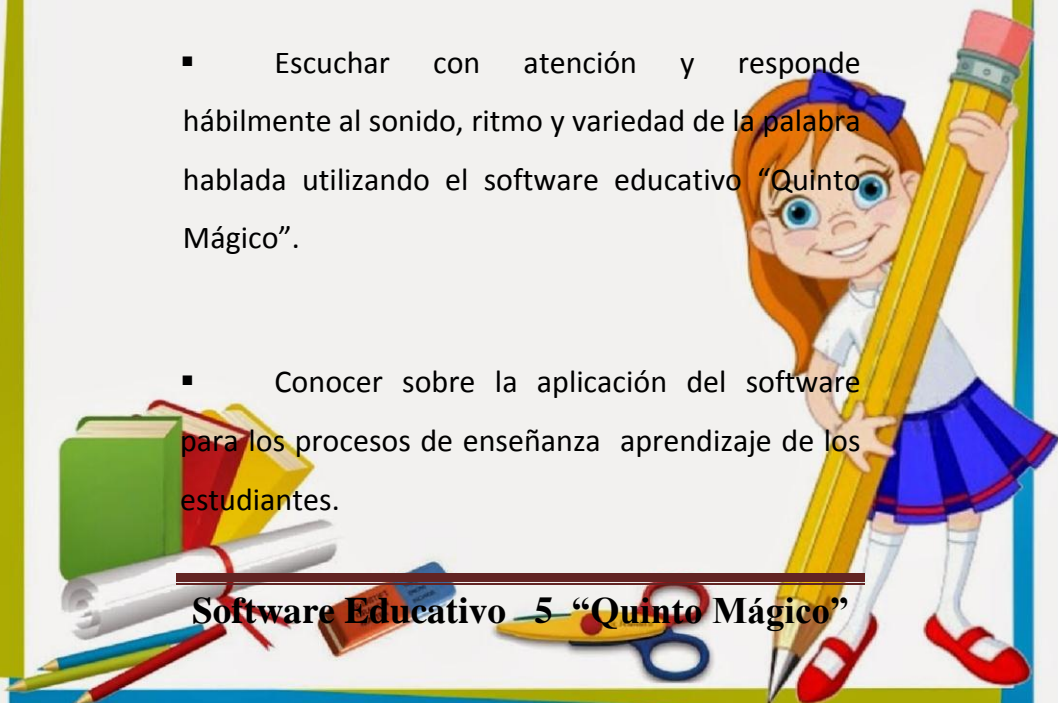 ▪ Escuchar con atención y responde
hábilmente al sonido, ritmo y variedad de la palabra
hablada utilizando el software educativo “Quinto
Mágico”.
▪ Conocer sobre la aplicación del software
para los procesos de enseñanza aprendizaje de los
estudiantes.
Software Educativo 5 “Quinto Mágico”